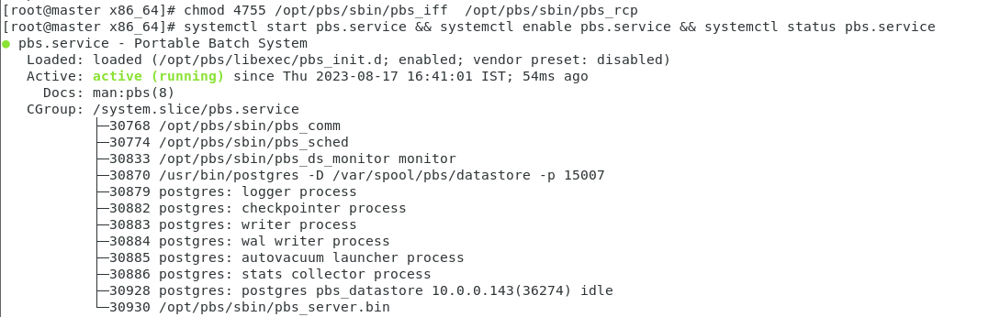 [root@master x86_64]# chmod 4755 /opt/pbs/sbin/pbs_iff  /opt/pbs/sbin/pbs_rcp
[root@master x86_64]# systemctl start pbs.service && systemctl enable pbs.service && systemctl status pbs.service
● pbs.service - Portable Batch System
   Loaded: loaded (/opt/pbs/libexec/pbs_init.d; enabled; vendor preset: disabled)
   Active: active (running) since Thu 2023-08-17 16:41:01 IST; 54ms ago
     Docs: man:pbs(8)
   CGroup: /system.slice/pbs.service
           ├─30768 /opt/pbs/sbin/pbs_comm
           ├─30774 /opt/pbs/sbin/pbs_sched
           ├─30833 /opt/pbs/sbin/pbs_ds_monitor monitor
           ├─30870 /usr/bin/postgres -D /var/spool/pbs/datastore -p 15007
           ├─30879 postgres: logger process
           ├─30882 postgres: checkpointer process
           ├─30883 postgres: writer process
           ├─30884 postgres: wal writer process
           ├─30885 postgres: autovacuum launcher process
           ├─30886 postgres: stats collector process
           ├─30928 postgres: postgres pbs_datastore 10.0.0.143(36274) idle
           └─30930 /opt/pbs/sbin/pbs_server.bin